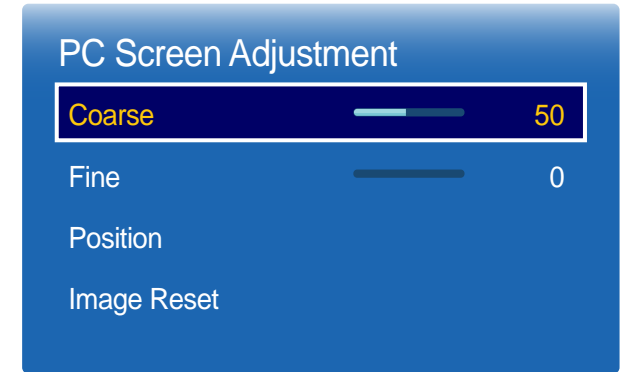 PC Screen Adjustment
Coarse 50
Fine 0
Position
Image Reset